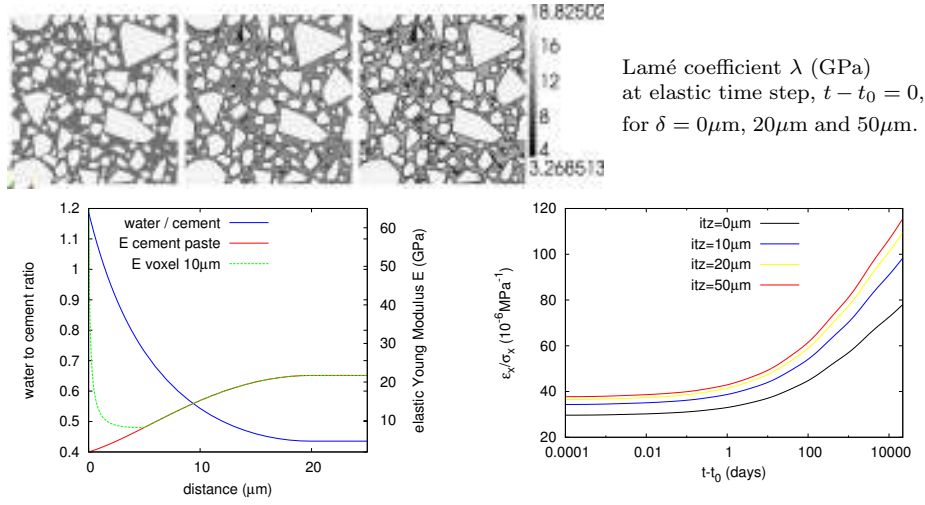 18.82502
16
12
8
4
3.268513
Lamé coefficient λ (GPa)
at elastic time step, t − t₀ = 0,
for δ = 0μm, 20μm and 50μm.
1.2
1.1
1
0.9
0.8
0.7
0.6
0.5
0.4
water to cement ratio
water / cement
E cement paste
E voxel 10μm
60
50
40
30
20
10
elastic Young Modulus E (GPa)
0
10
20
distance (μm)
120
100
80
60
40
20
εₓ/σₓ (10⁻⁶MPa⁻¹)
itz=0μm
itz=10μm
itz=20μm
itz=50μm
0.0001
0.01
1
100
10000
t-t₀ (days)